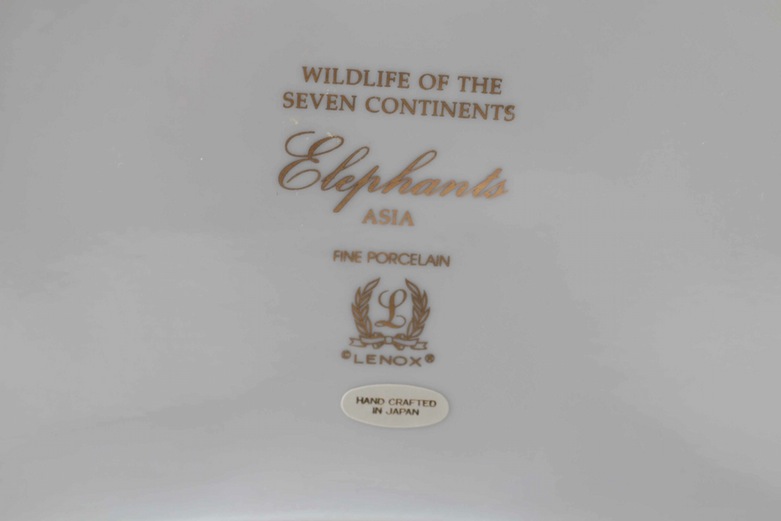 WILDLIFE OF THE
SEVEN CONTINENTS
Elephants
ASIA
FINE PORCELAIN
L
©LENOX®
HAND CRAFTED
IN JAPAN